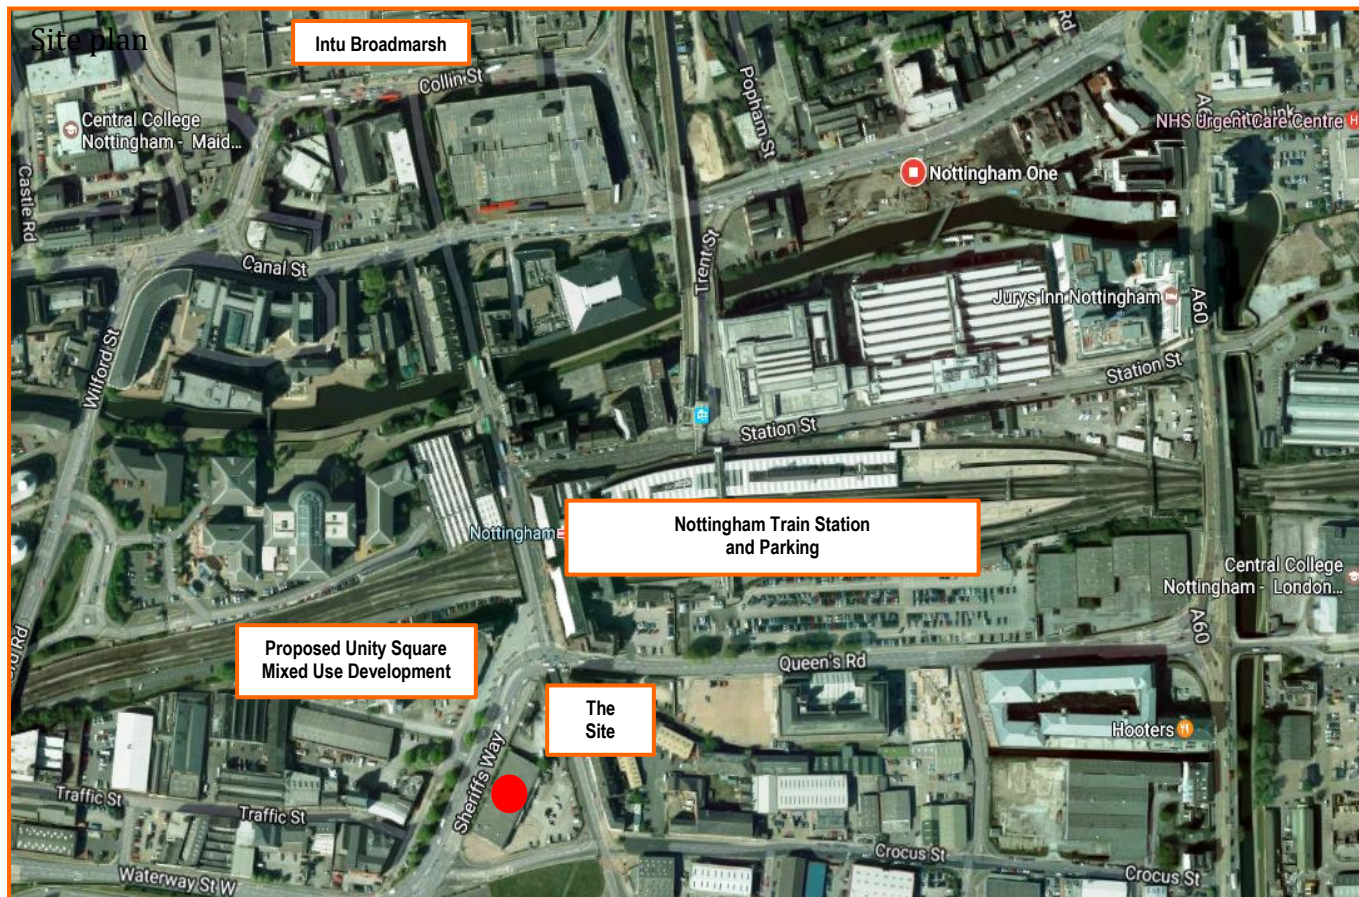 Site plan
Intu Broadmarsh
Collin St
Popham St
Rd
A60
Central College
Nottingham - Maid...
NHS Urgent Care Centre
Nottingham One
Castle Rd
Canal St
Trent St
Jurys Inn Nottingham
A60
Wilford St
Station St
Station St
Nottingham
Nottingham Train Station
and Parking
Central College
Nottingham - London...
A60
Rd
Proposed Unity Square
Mixed Use Development
Queen's Rd
The
Site
Hooters
Sheriffs Way
Traffic St
Traffic St
Crocus St
Crocus St
Waterway St W